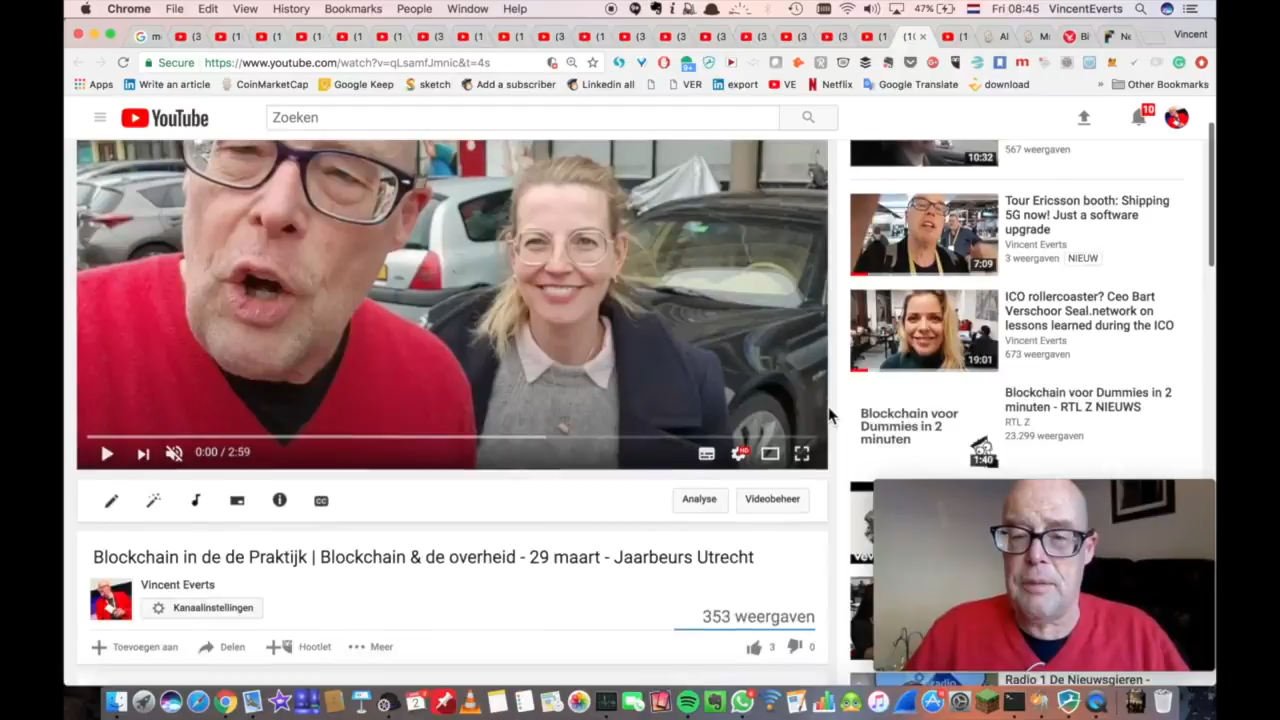 Chrome File Edit View History Bookmarks People Window Help 47% Fri 08:45 VincentEverts
Vincent
Secure https://www.youtube.com/watch?v=qLsamfJmnic&t=4s
Apps Write an article CoinMarketCap Google Keep sketch Add a subscriber Linkedin all VER export VE Netflix Google Translate download » Other Bookmarks
YouTube Zoeken 10
10:32
567 weergaven
Tour Ericsson booth: Shipping
5G now! Just a software
upgrade
Vincent Everts
3 weergaven NIEUW
7:09
ICO rollercoaster? Ceo Bart
Verschoor Seal.network on
lessons learned during the ICO
Vincent Everts
673 weergaven
19:01
Blockchain voor Dummies in 2
minuten - RTL Z NIEUWS
RTL Z
23.299 weergaven
Blockchain voor
Dummies in 2
minuten
1:40
0:00 / 2:59 HD
Analyse Videobeheer
Blockchain in de de Praktijk | Blockchain & de overheid - 29 maart - Jaarbeurs Utrecht
Vincent Everts
Kanaalinstellingen
353 weergaven
Toevoegen aan Delen Hootlet Meer 3 0
Radio 1 De Nieuwsgieren -